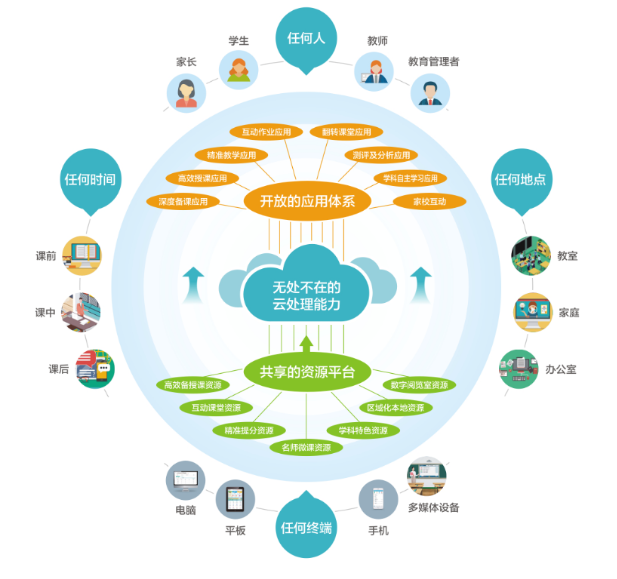 任何人
学生
教师
家长
教育管理者
互动作业应用
翻转课堂应用
精准教学应用
测评及分析应用
高效授课应用
学科自主学习应用
深度备课应用
家校互动
开放的应用体系
任何时间
任何地点
课前
课中
课后
教室
家庭
办公室
无处不在的
云处理能力
共享的资源平台
高效备授课资源
数字阅览室资源
互动课堂资源
区域化本地资源
精准提分资源
学科特色资源
名师微课资源
电脑
平板
任何终端
手机
多媒体设备